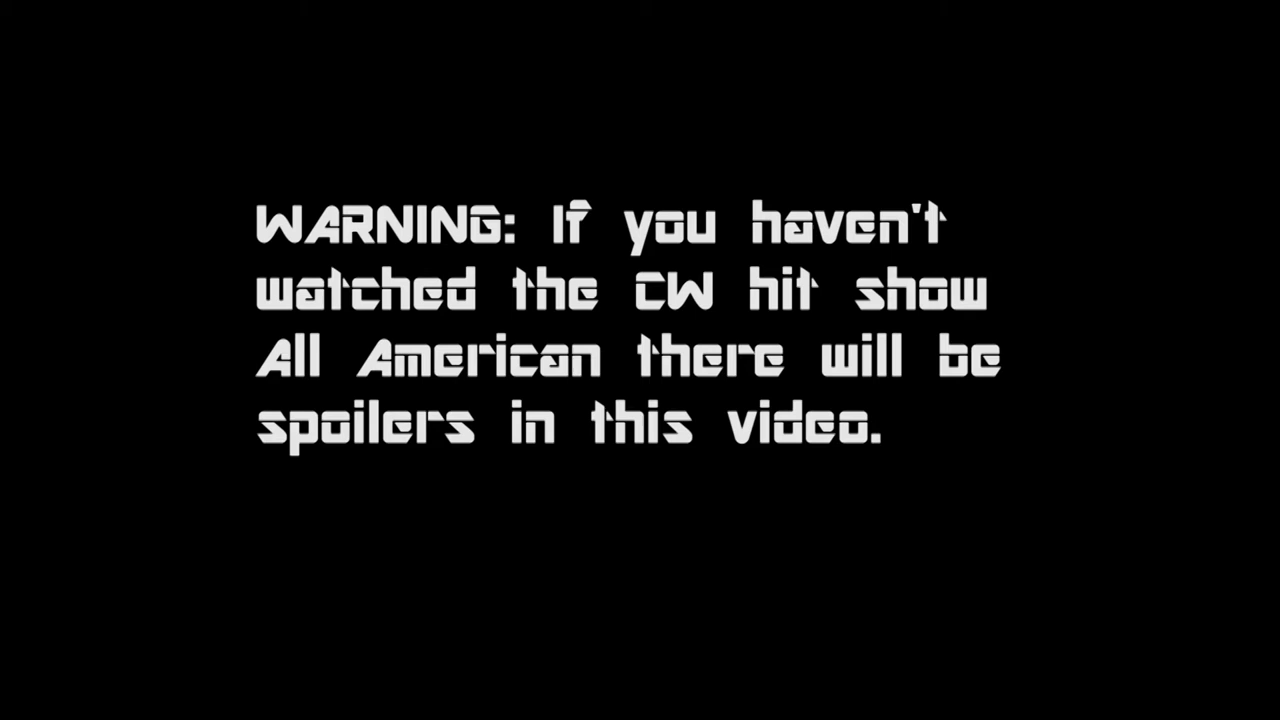 WARNING: If you haven't
watched the CW hit show
All American there will be
spoilers in this video.